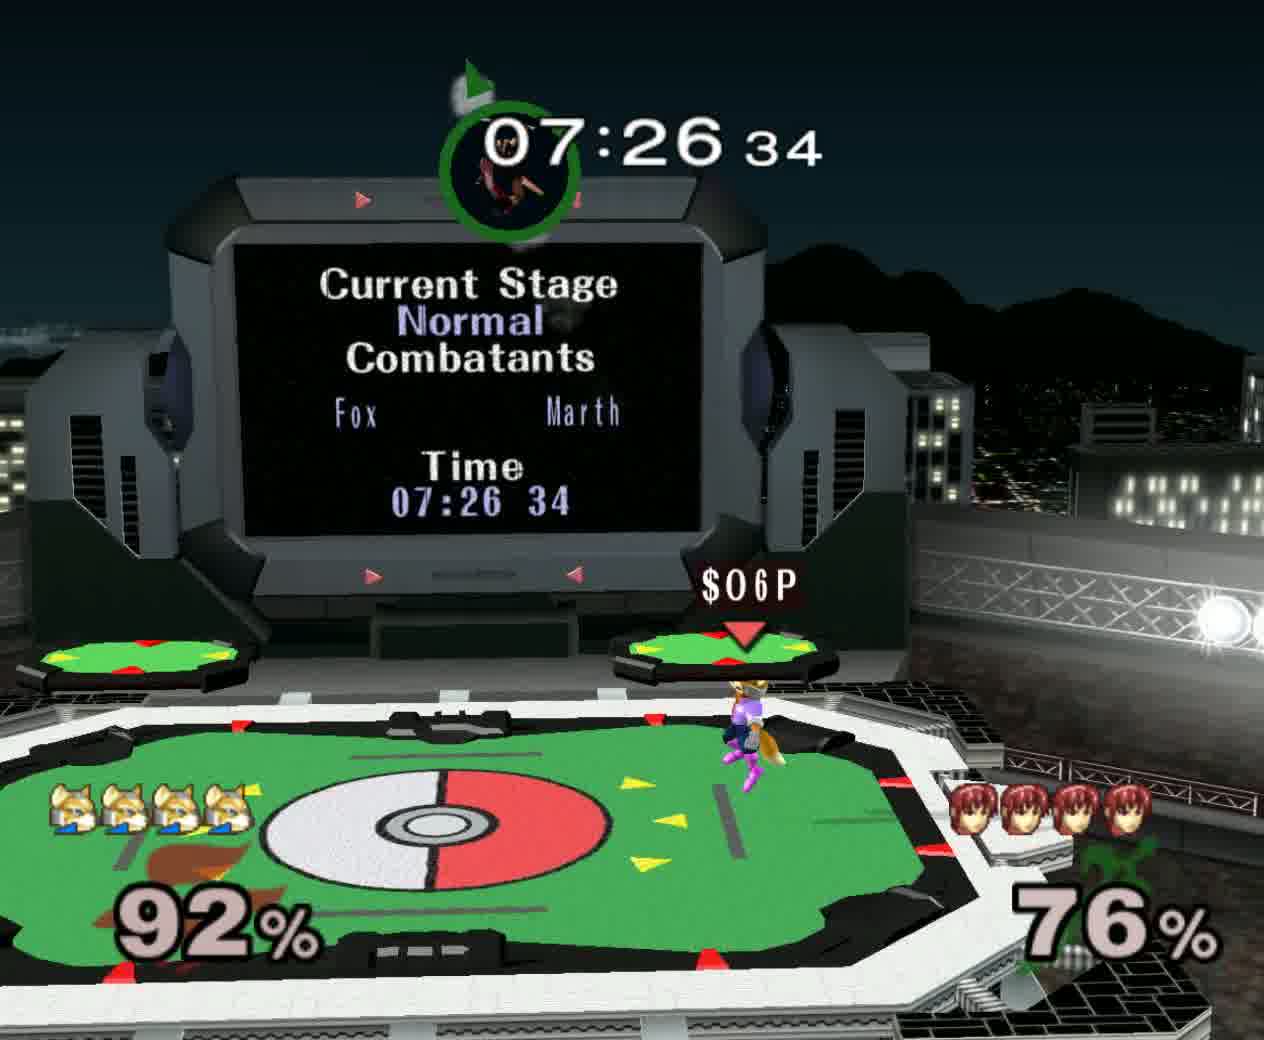 07:26 34
Current Stage
Normal
Combatants
Fox Marth
Time
07:26 34
$06P
92% 76%